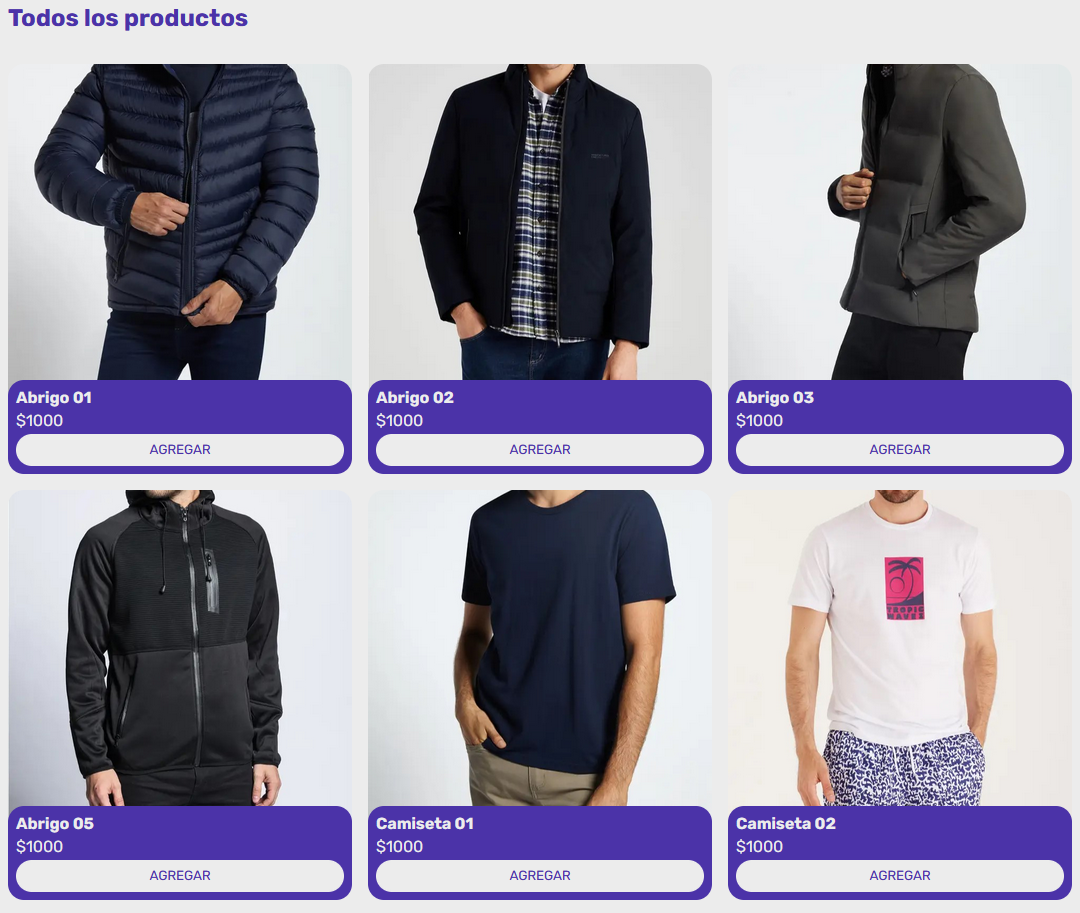 Todos los productos
Abrigo 01
$1000
AGREGAR
Abrigo 02
$1000
AGREGAR
Abrigo 03
$1000
AGREGAR
Abrigo 05
$1000
AGREGAR
Camiseta 01
$1000
AGREGAR
TROPIC
WAVES
Camiseta 02
$1000
AGREGAR